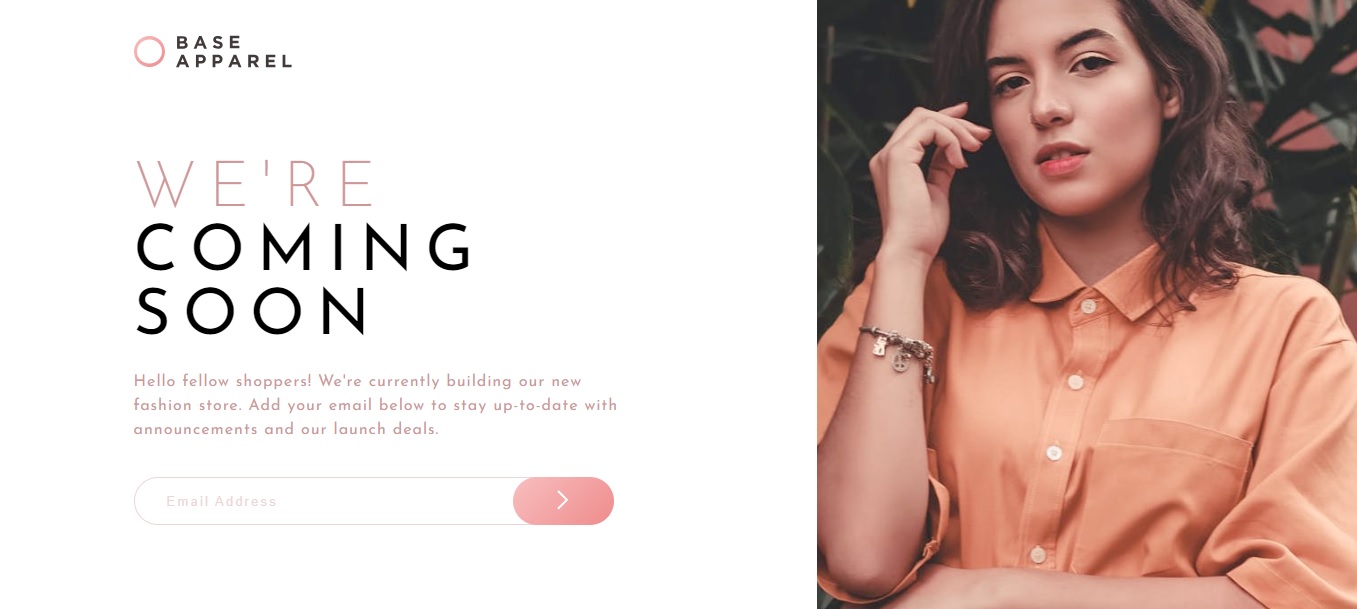 BASE
APPAREL
WE'RE
COMING
SOON
Hello fellow shoppers! We're currently building our new
fashion store. Add your email below to stay up-to-date with
announcements and our launch deals.
Email Address